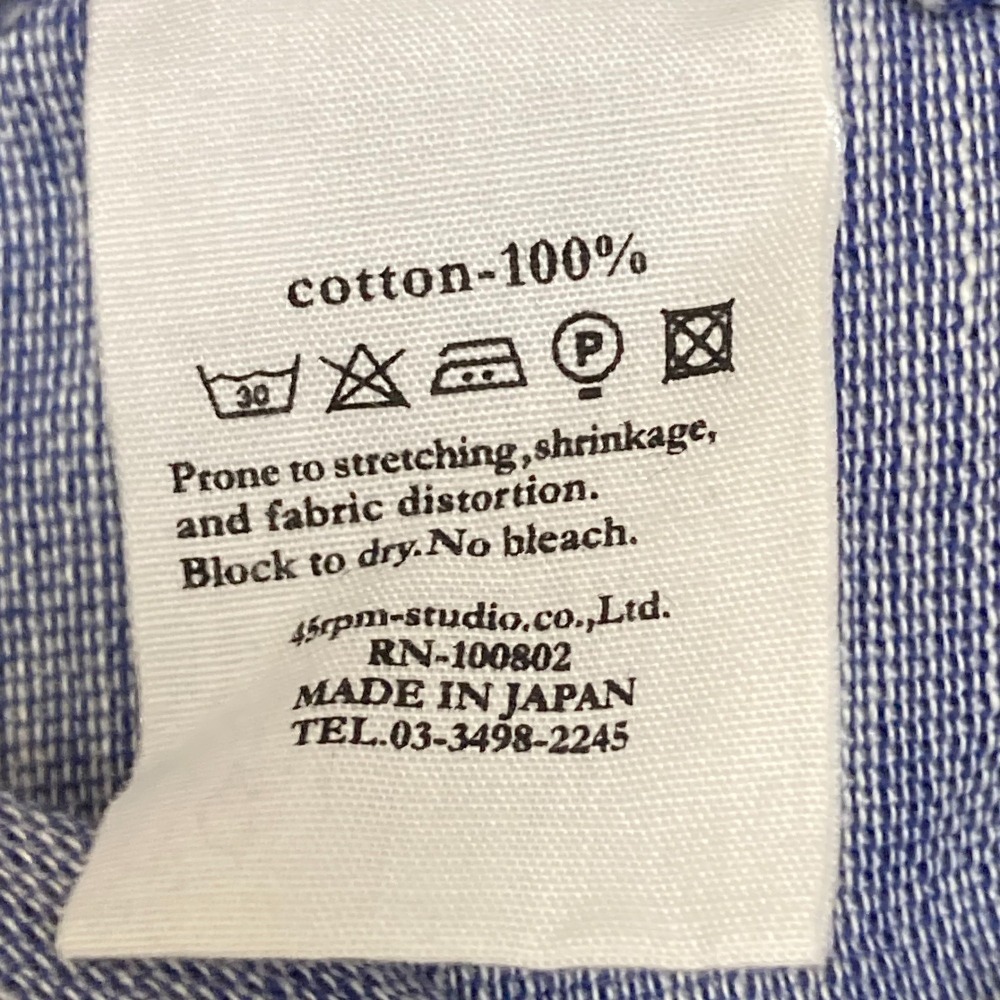 cotton-100%
30 P
Prone to stretching,shrinkage,
and fabric distortion.
Block to dry.No bleach.
45rpm-studio.co.,Ltd.
RN-100802
MADE IN JAPAN
TEL.03-3498-2245